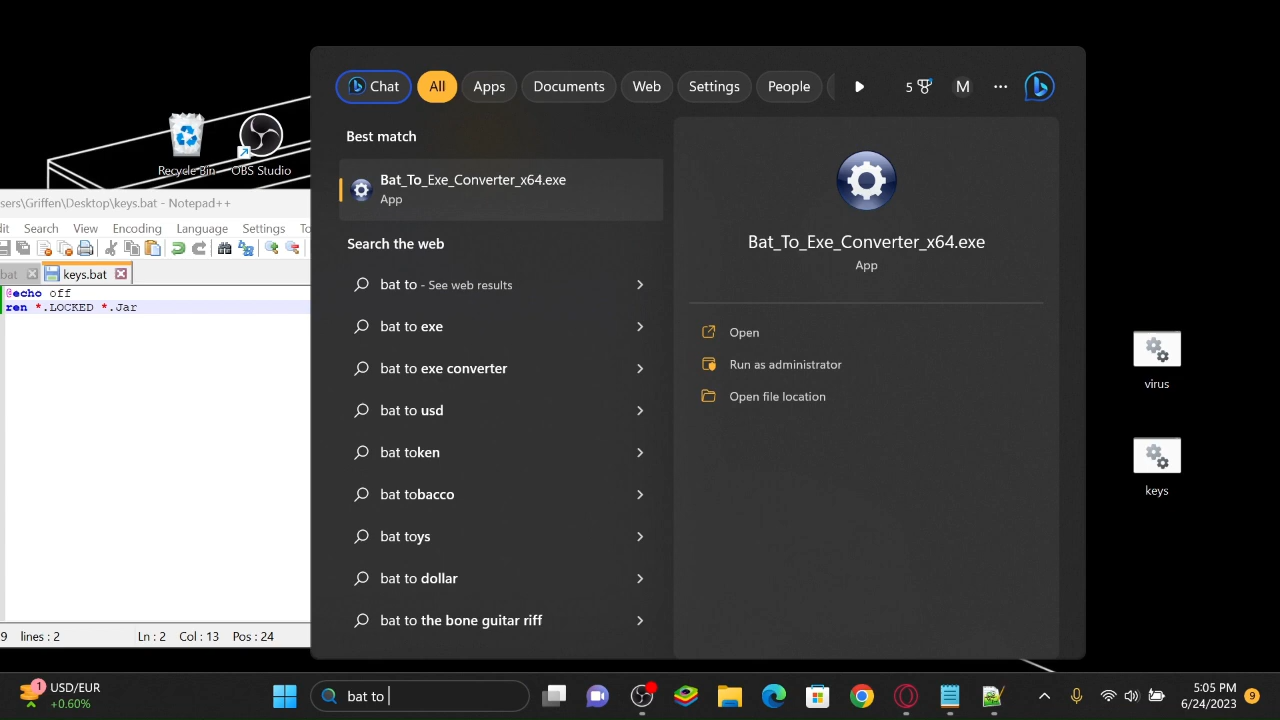 Chat
All
Apps
Documents
Web
Settings
People
5
M
Best match
Bat_To_Exe_Converter_x64.exe
App
Search the web
bat to - See web results
bat to exe
bat to exe converter
bat to usd
bat token
bat tobacco
bat toys
bat to dollar
bat to the bone guitar riff
Bat_To_Exe_Converter_x64.exe
App
Open
Run as administrator
Open file location
Recycle Bin
OBS Studio
sers\Griffen\Desktop\keys.bat - Notepad++
dit Search View Encoding Language Settings To
bat
keys.bat
@echo off
ren *.LOCKED *.Jar
9 lines : 2 Ln : 2 Col : 13 Pos : 24
virus
keys
1
USD/EUR
+0.60%
bat to
5:05 PM
6/24/2023
9